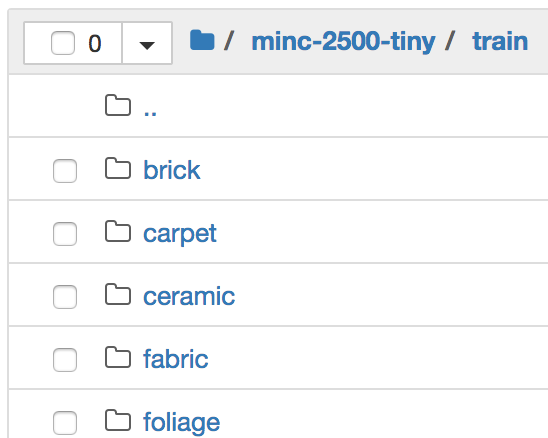 0 / minc-2500-tiny / train
..
brick
carpet
ceramic
fabric
foliage